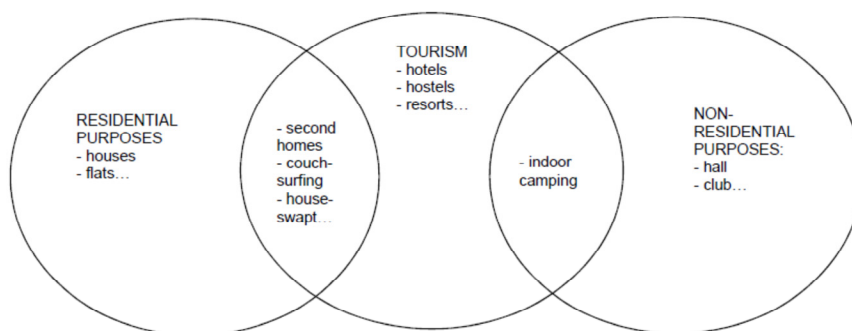 RESIDENTIAL
PURPOSES
- houses
- flats…
- second
homes
- couch-
surfing
- house-
swapt…
TOURISM
- hotels
- hostels
- resorts…
- indoor
camping
NON-
RESIDENTIAL
PURPOSES:
- hall
- club…